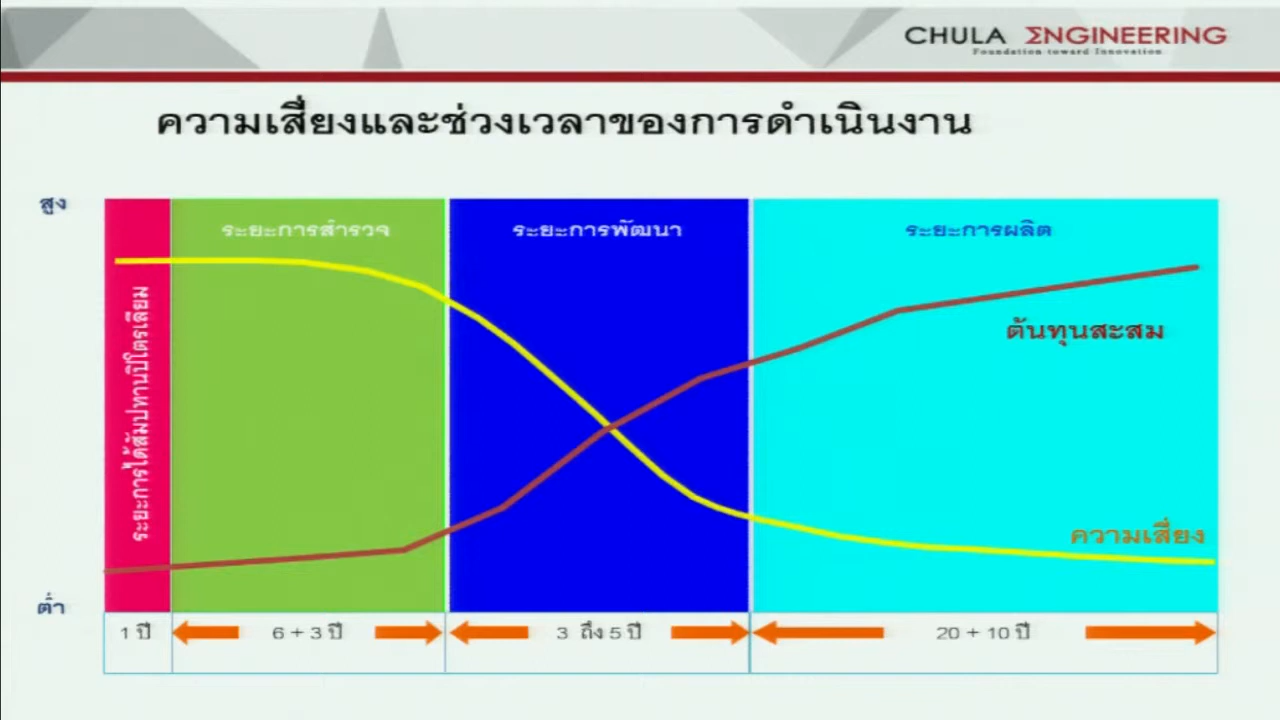 CHULA ΣNGINEERING
Foundation toward Innovation
ความเสี่ยงและช่วงเวลาของการดำเนินงาน
สูง
ระยะการได้สัมปทานปิโตรเลียม
ระยะการสำรวจ
ระยะการพัฒนา
ระยะการผลิต
ต้นทุนสะสม
ความเสี่ยง
ต่ำ
1 ปี
6 + 3 ปี
3 ถึง 5 ปี
20 + 10 ปี